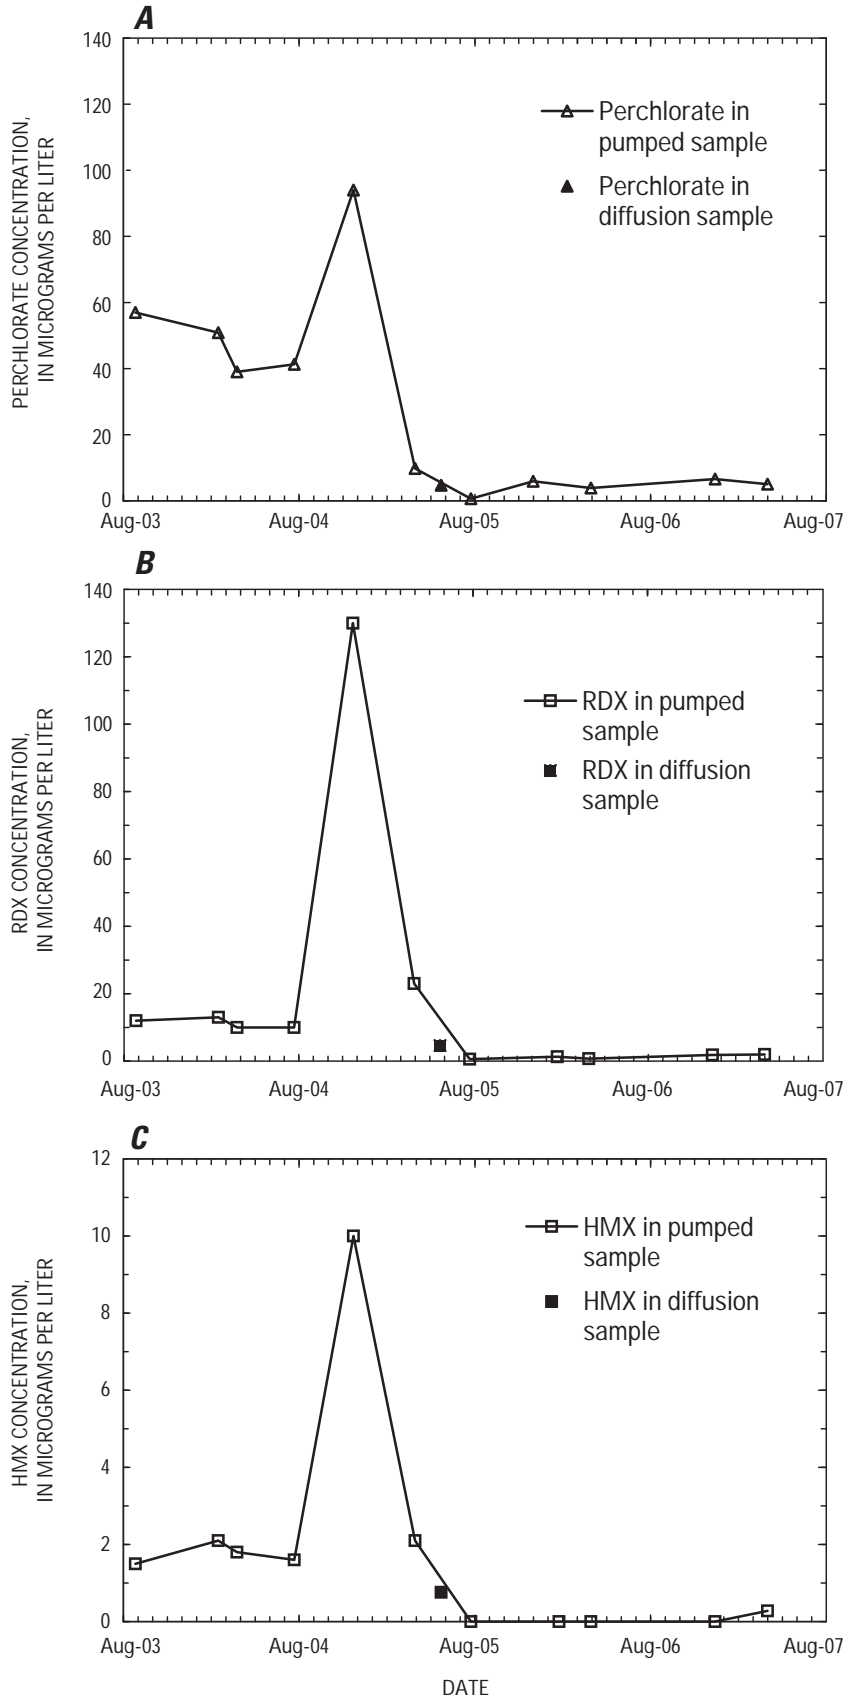 A
PERCHLORATE CONCENTRATION,
IN MICROGRAMS PER LITER
140
120
100
80
60
40
20
0
Perchlorate in
pumped sample
Perchlorate in
diffusion sample
Aug-03 Aug-04 Aug-05 Aug-06 Aug-07
B
RDX CONCENTRATION,
IN MICROGRAMS PER LITER
140
120
100
80
60
40
20
0
RDX in pumped
sample
RDX in diffusion
sample
Aug-03 Aug-04 Aug-05 Aug-06 Aug-07
C
HMX CONCENTRATION,
IN MICROGRAMS PER LITER
12
10
8
6
4
2
0
HMX in pumped
sample
HMX in diffusion
sample
Aug-03 Aug-04 Aug-05 Aug-06 Aug-07
DATE